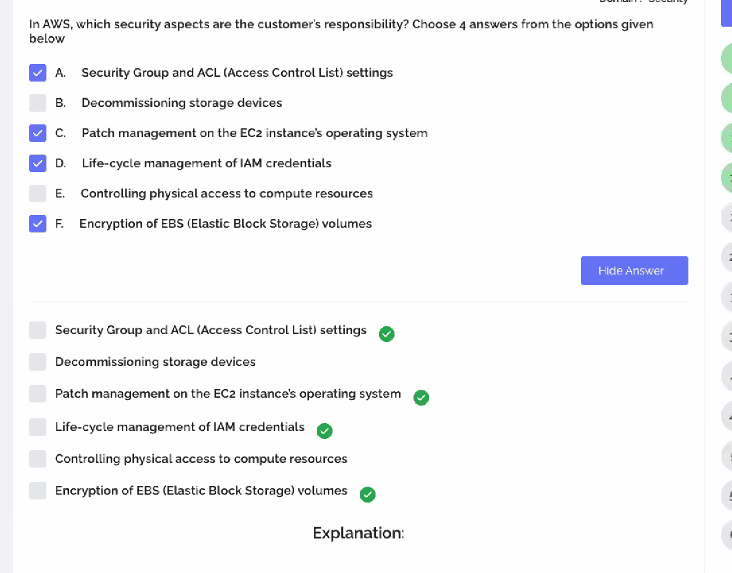 In AWS, which security aspects are the customer's responsibility? Choose 4 answers from the options given
below
A. Security Group and ACL (Access Control List) settings
B. Decommissioning storage devices
C. Patch management on the EC2 instance's operating system
D. Life-cycle management of IAM credentials
E. Controlling physical access to compute resources
F. Encryption of EBS (Elastic Block Storage) volumes
Hide Answer
Security Group and ACL (Access Control List) settings
Decommissioning storage devices
Patch management on the EC2 instance's operating system
Life-cycle management of IAM credentials
Controlling physical access to compute resources
Encryption of EBS (Elastic Block Storage) volumes
Explanation: